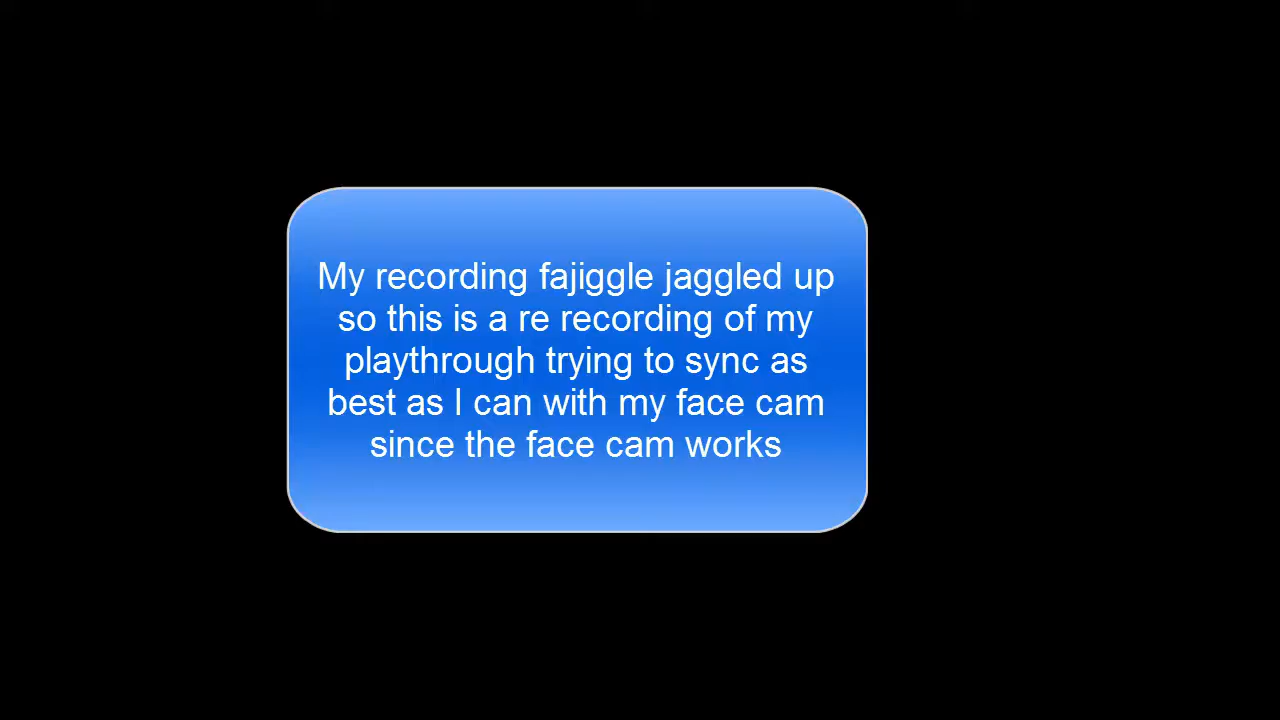 My recording fajiggle jaggled up
so this is a re recording of my
playthrough trying to sync as
best as I can with my face cam
since the face cam works